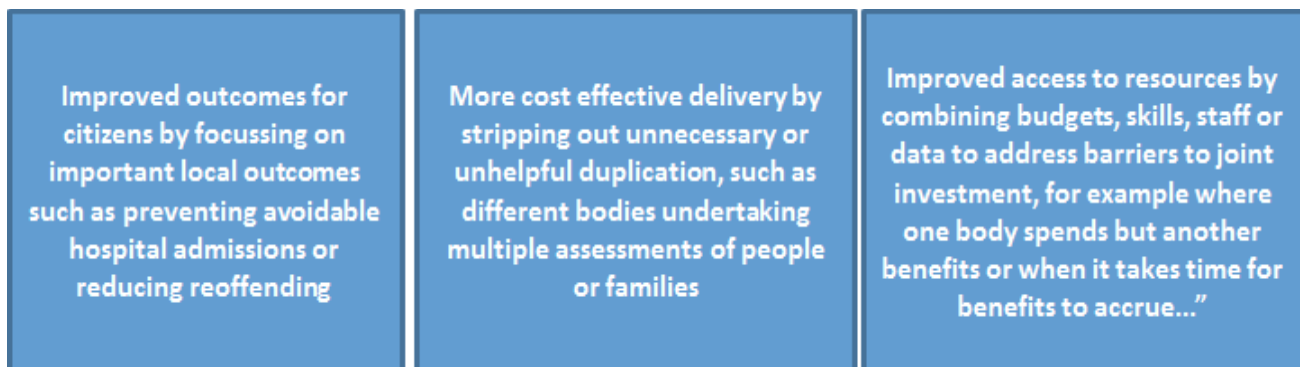 Improved outcomes for
citizens by focussing on
important local outcomes
such as preventing avoidable
hospital admissions or
reducing reoffending
More cost effective delivery by
stripping out unnecessary or
unhelpful duplication, such as
different bodies undertaking
multiple assessments of people
or families
Improved access to resources by
combining budgets, skills, staff or
data to address barriers to joint
investment, for example where
one body spends but another
benefits or when it takes time for
benefits to accrue...”